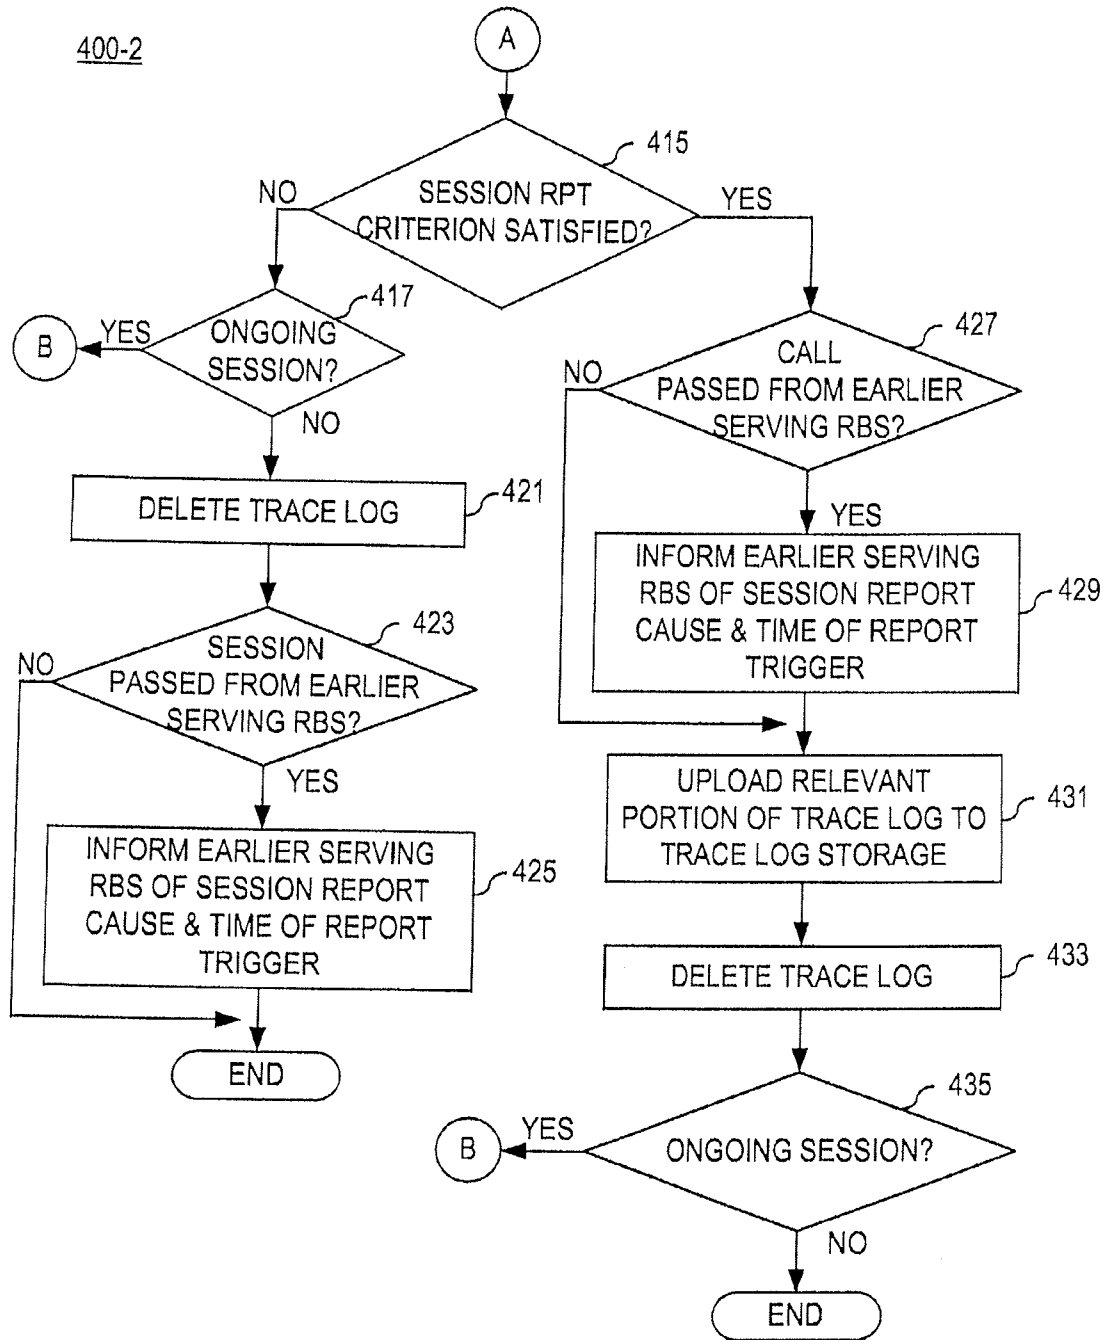 400-2
A
415
SESSION RPT
CRITERION SATISFIED?
NO
YES
417
ONGOING
SESSION?
YES
B
NO
427
CALL
PASSED FROM EARLIER
SERVING RBS?
NO
YES
DELETE TRACE LOG
421
INFORM EARLIER SERVING
RBS OF SESSION REPORT
CAUSE & TIME OF REPORT
TRIGGER
429
423
SESSION
PASSED FROM EARLIER
SERVING RBS?
NO
YES
UPLOAD RELEVANT
PORTION OF TRACE LOG TO
TRACE LOG STORAGE
431
INFORM EARLIER SERVING
RBS OF SESSION REPORT
CAUSE & TIME OF REPORT
TRIGGER
425
DELETE TRACE LOG
433
END
435
ONGOING SESSION?
YES
B
NO
END